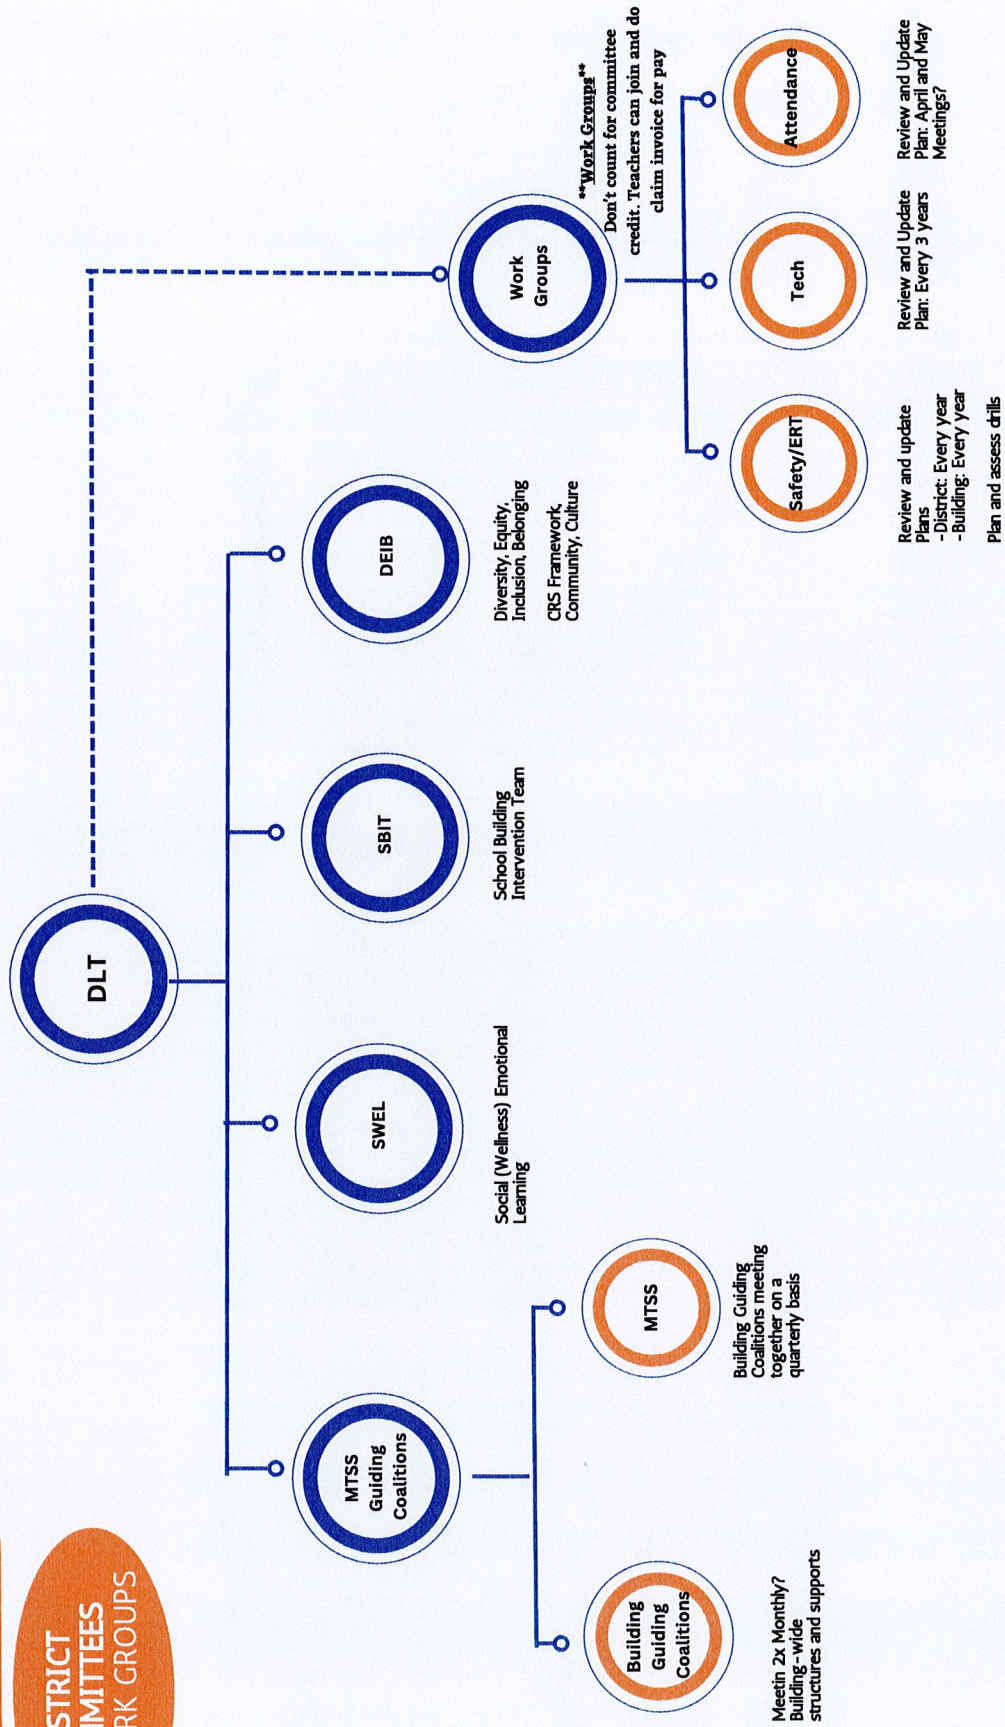 STRICT
MMITTEES
RK GROUPS
DLT
MTSS
Guiding
Coalitions
SWEL
Social (Wellness) Emotional
Learning
SBIT
School Building
Intervention Team
DEIB
Diversity, Equity,
Inclusion, Belonging
CRS Framework,
Community, Culture
Work
Groups
**Work Groups**
Don't count for committee
credit. Teachers can join and do
claim invoice for pay
Building
Guiding
Coalitions
Meetin 2x Monthly?
Building-wide
structures and supports
MTSS
Building Guiding
Coalitions meeting
together on a
quarterly basis
Safety/ERT
Review and update
Plans
- District: Every year
- Building: Every year
Plan and assess drills
Tech
Review and Update
Plan: Every 3 years
Attendance
Review and Update
Plan: April and May
Meetings?